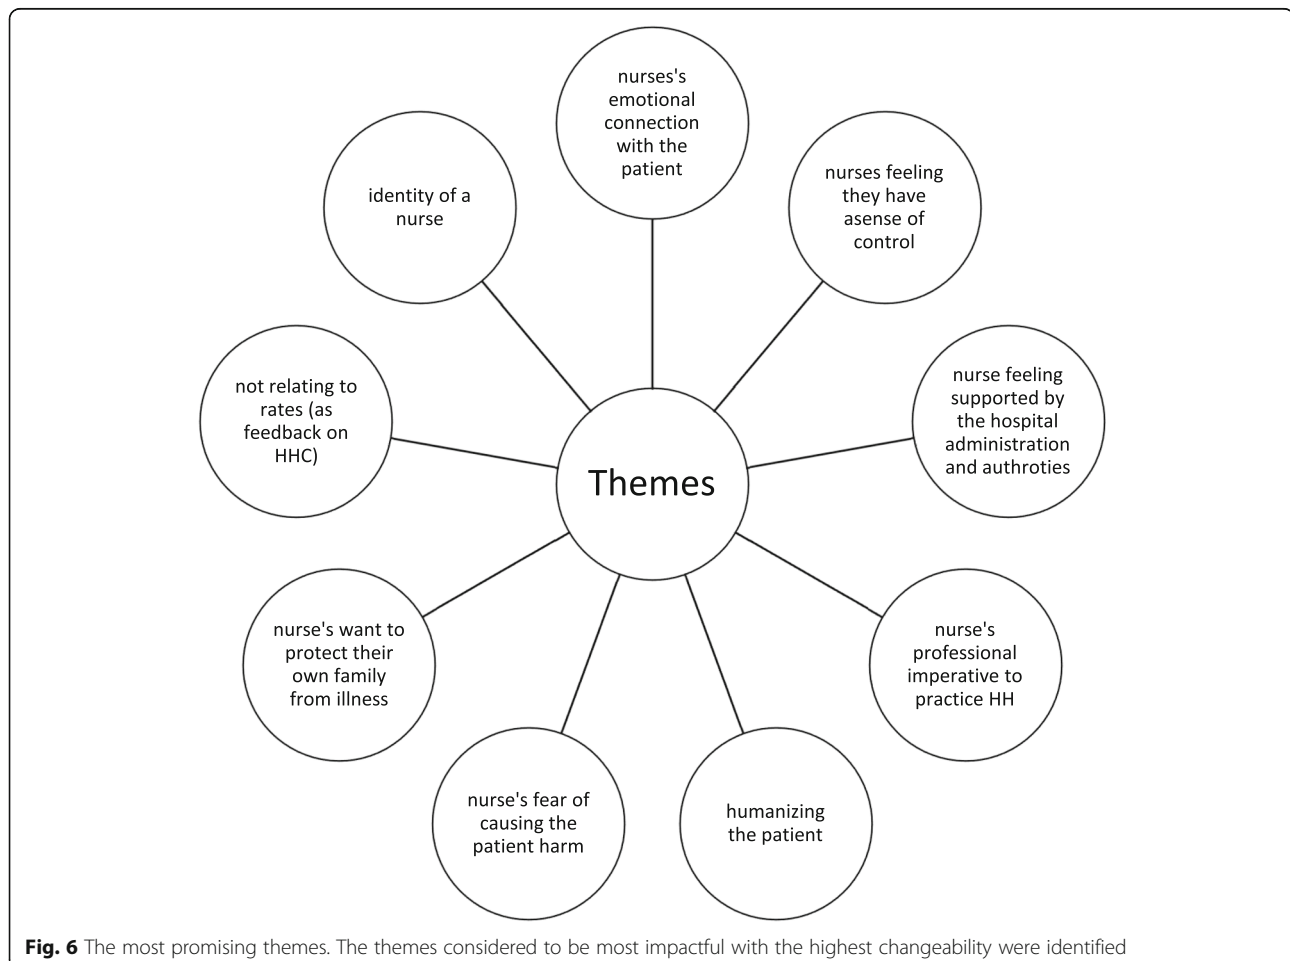 nurses's
emotional
connection
with the
patient
nurses feeling
they have
asense of
control
nurse feeling
supported by
the hospital
administration
and authroties
nurse's
professional
imperative to
practice HH
humanizing
the patient
nurse's fear of
causing the
patient harm
nurse's want to
protect their
own family
from illness
not relating to
rates (as
feedback on
HHC)
identity of a
nurse
Themes
Fig. 6 The most promising themes. The themes considered to be most impactful with the highest changeability were identified